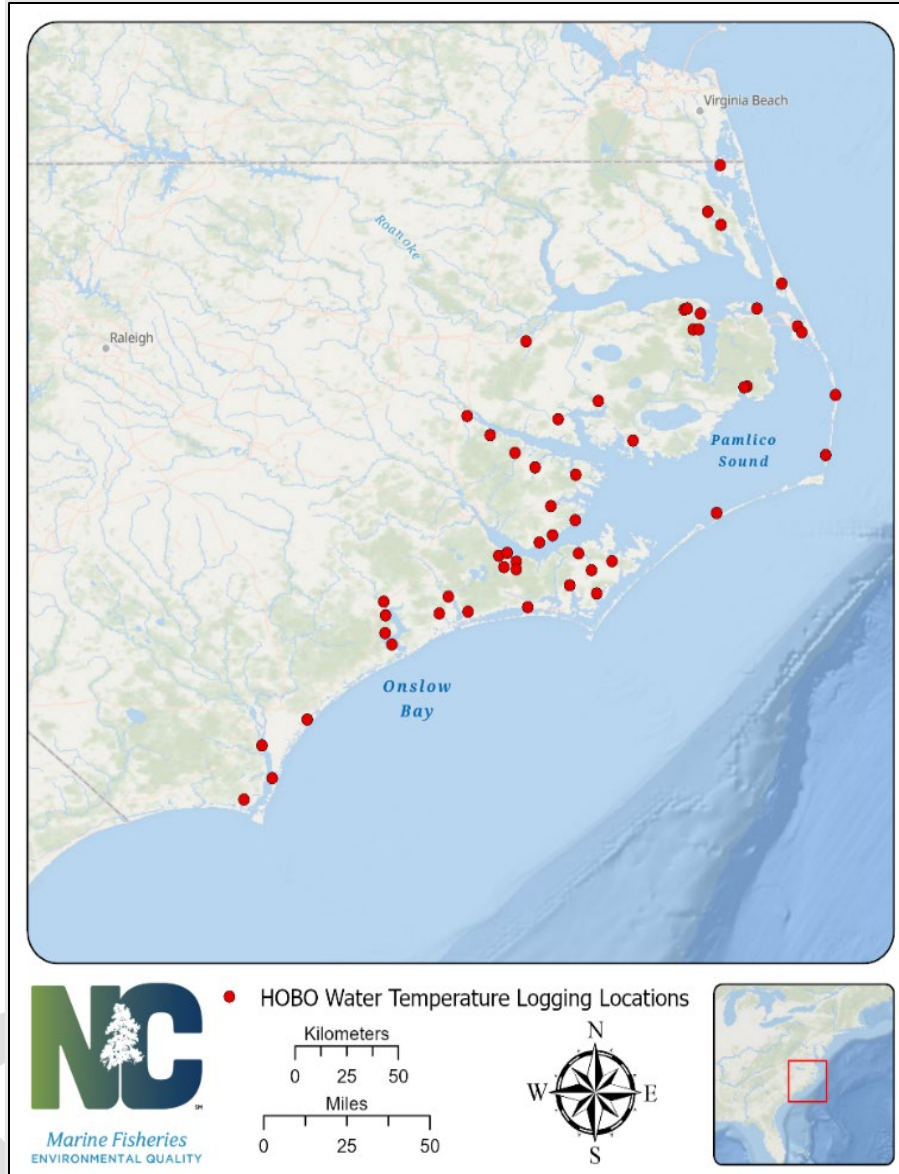 Virginia Beach
Roanoke
Raleigh
Pamlico
Sound
Onslow
Bay
NC
SM
Marine Fisheries
ENVIRONMENTAL QUALITY
HOBO Water Temperature Logging Locations
Kilometers
0 25 50
Miles
0 25 50
N
W E
S